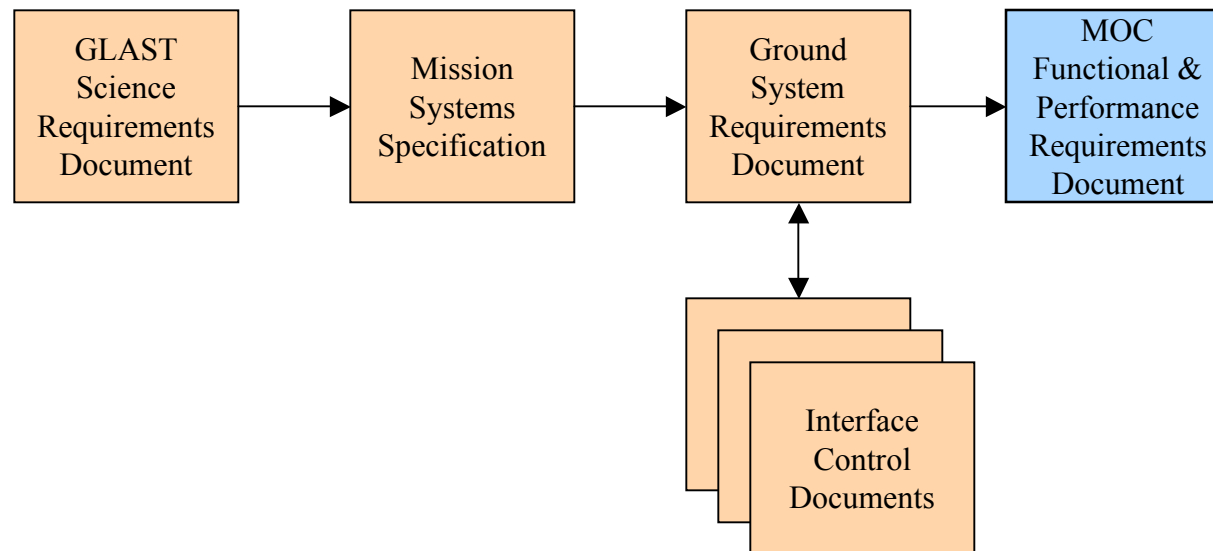 GLAST
Science
Requirements
Document
Mission
Systems
Specification
Ground
System
Requirements
Document
MOC
Functional &
Performance
Requirements
Document
Interface
Control
Documents